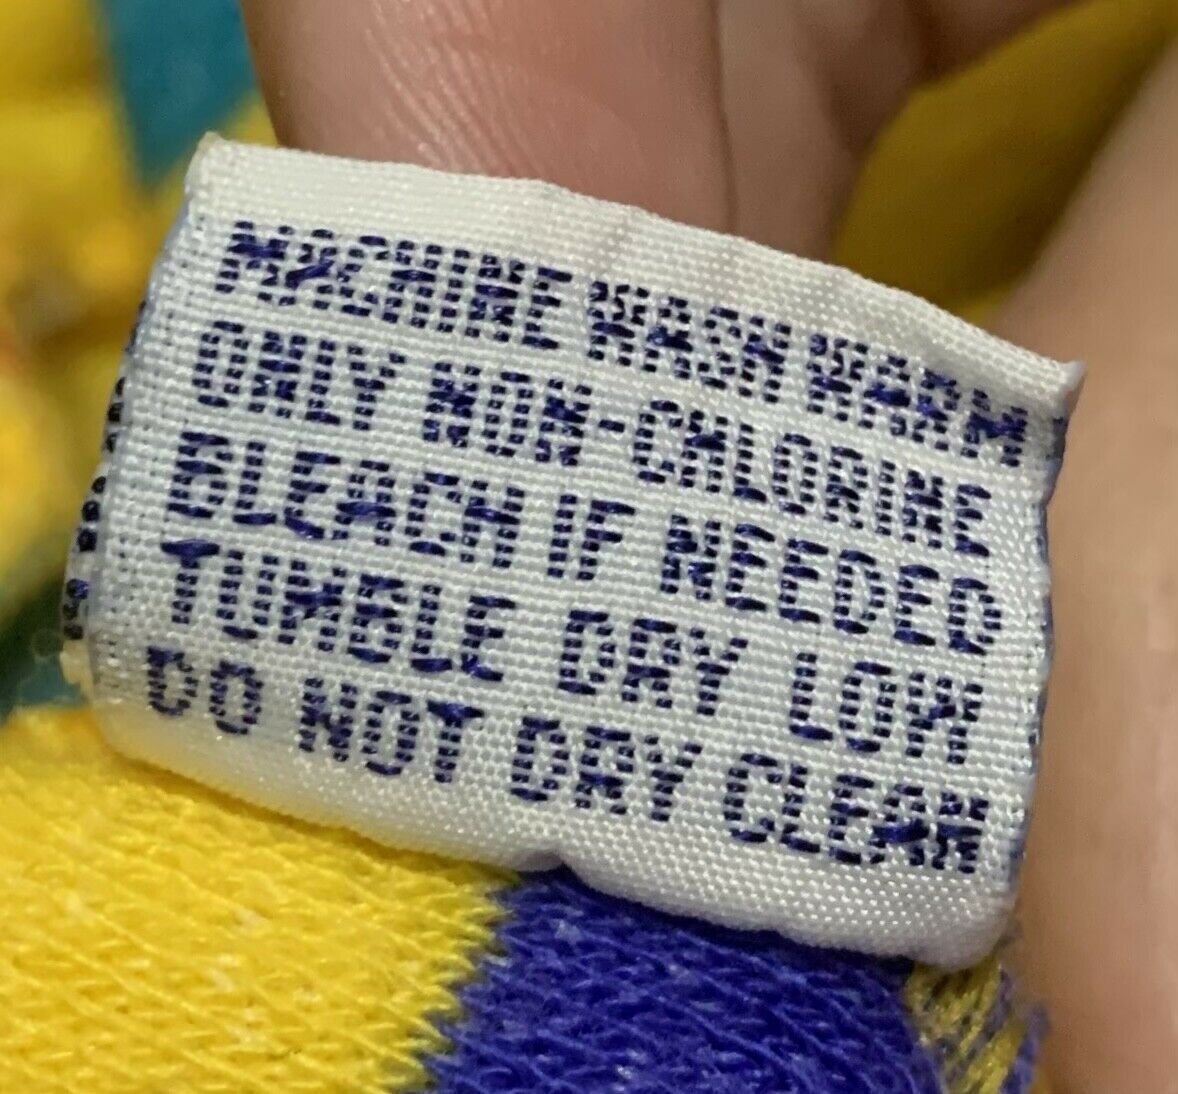 MACHINE WASH WARM
ONLY NON-CHLORINE
BLEACH IF NEEDED
TUMBLE DRY LOW
DO NOT DRY CLEAN